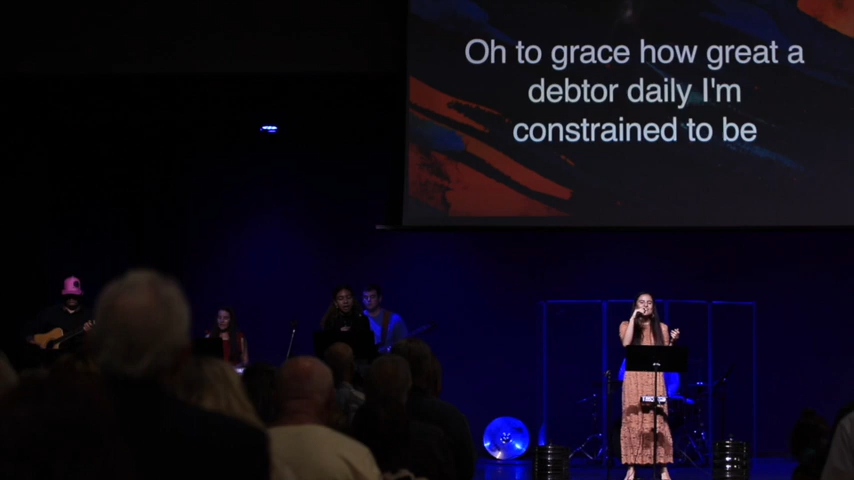 Oh to grace how great a
debtor daily I'm
constrained to be